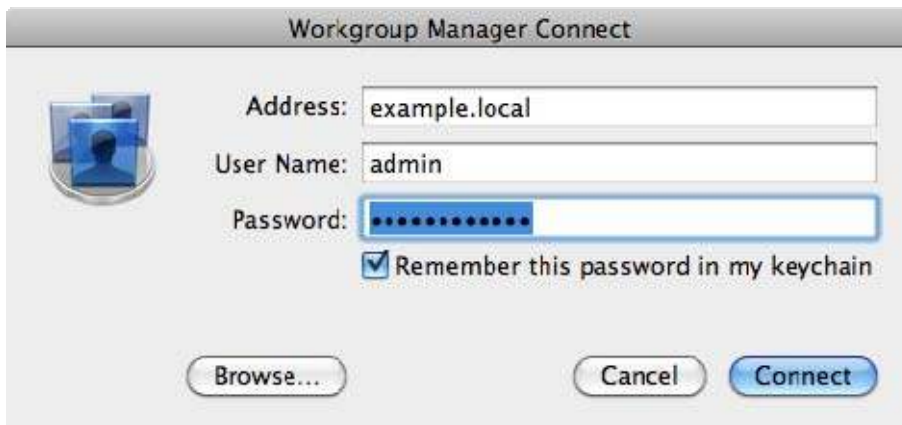 Workgroup Manager Connect
Address: example.local
User Name: admin
Password: ••••••••••••
Remember this password in my keychain
Browse... Cancel Connect